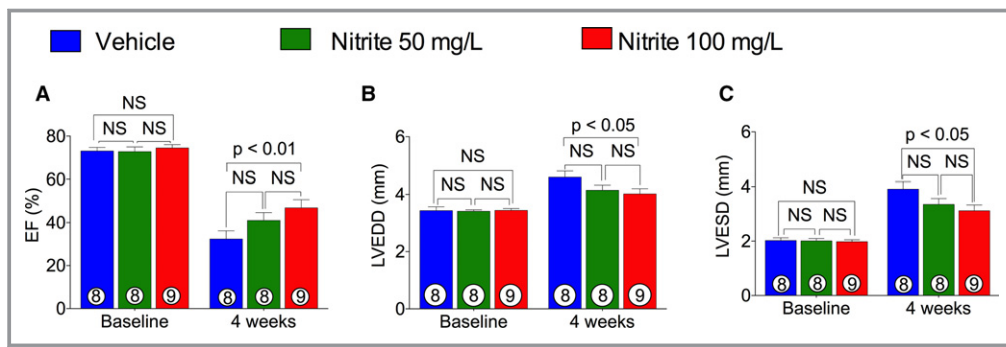 Vehicle
Nitrite 50 mg/L
Nitrite 100 mg/L
A
NS
NS NS
p < 0.01
NS NS
EF (%)
80
60
40
20
0
8 8 9
8 8 9
Baseline 4 weeks
B
p < 0.05
NS NS
NS
NS NS
LVEDD (mm)
6
4
2
0
8 8 9
8 8 9
Baseline 4 weeks
C
p < 0.05
NS NS
NS
NS NS
LVESD (mm)
6
4
2
0
8 8 9
8 8 9
Baseline 4 weeks